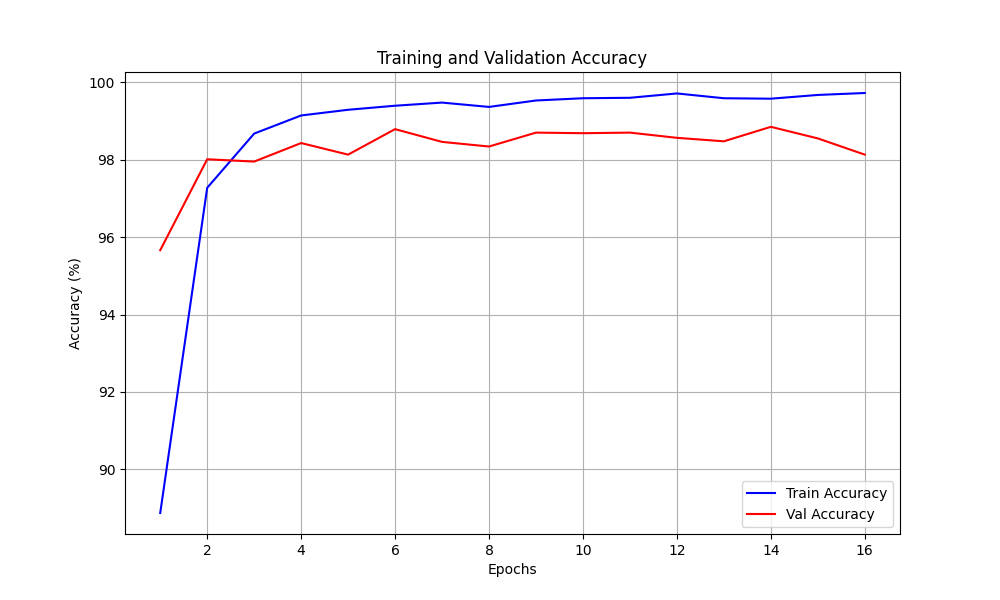 Training and Validation Accuracy
Accuracy (%)
100
98
96
94
92
90
Train Accuracy
Val Accuracy
2 4 6 8 10 12 14 16
Epochs